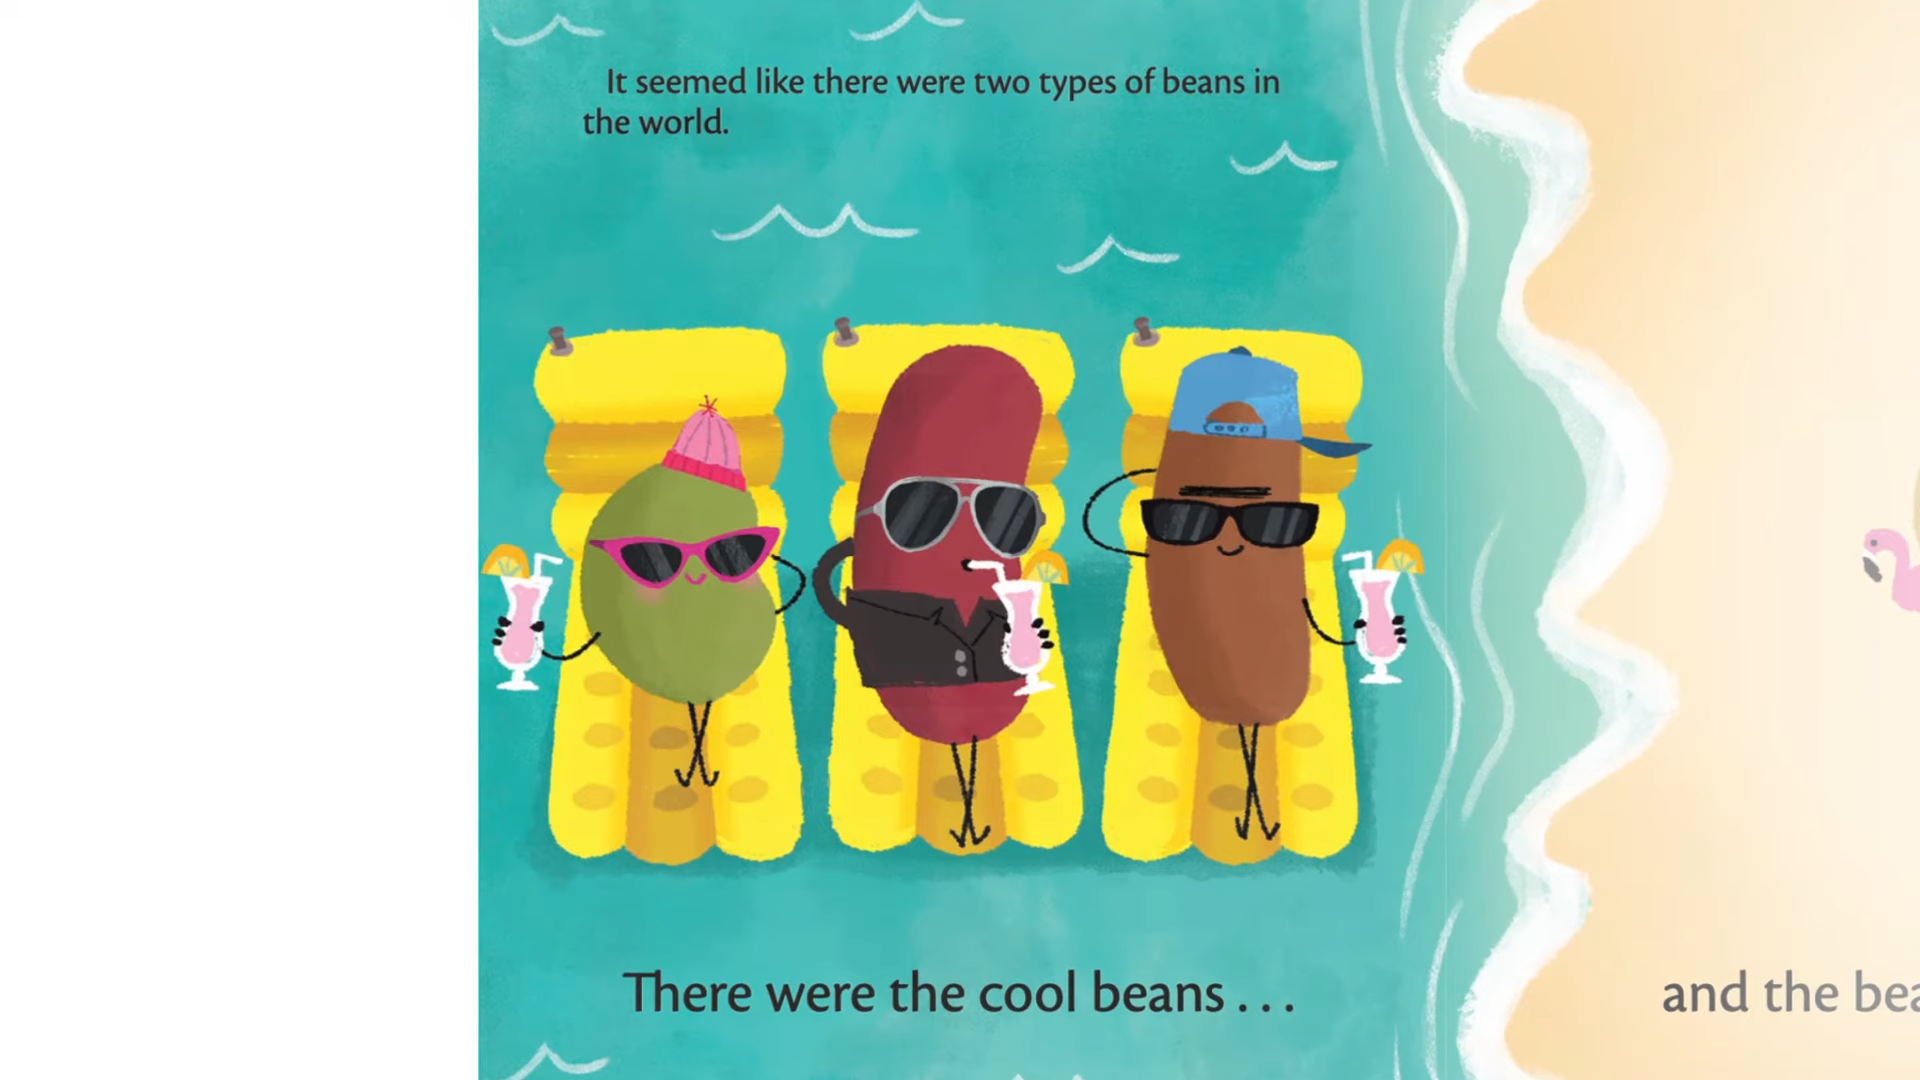 It seemed like there were two types of beans in
the world.
There were the cool beans . . .
and the